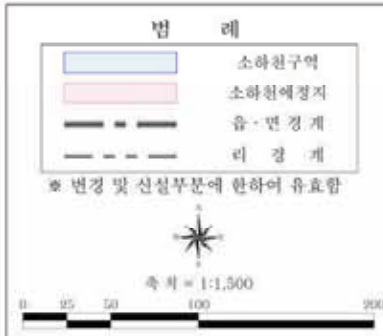 범 례
소하천구역
소하천예정지
읍·면경계
리 경 계
※ 변경 및 신설부분에 한하여 유효함
축 척 = 1:1,500
0 25 50 100 200